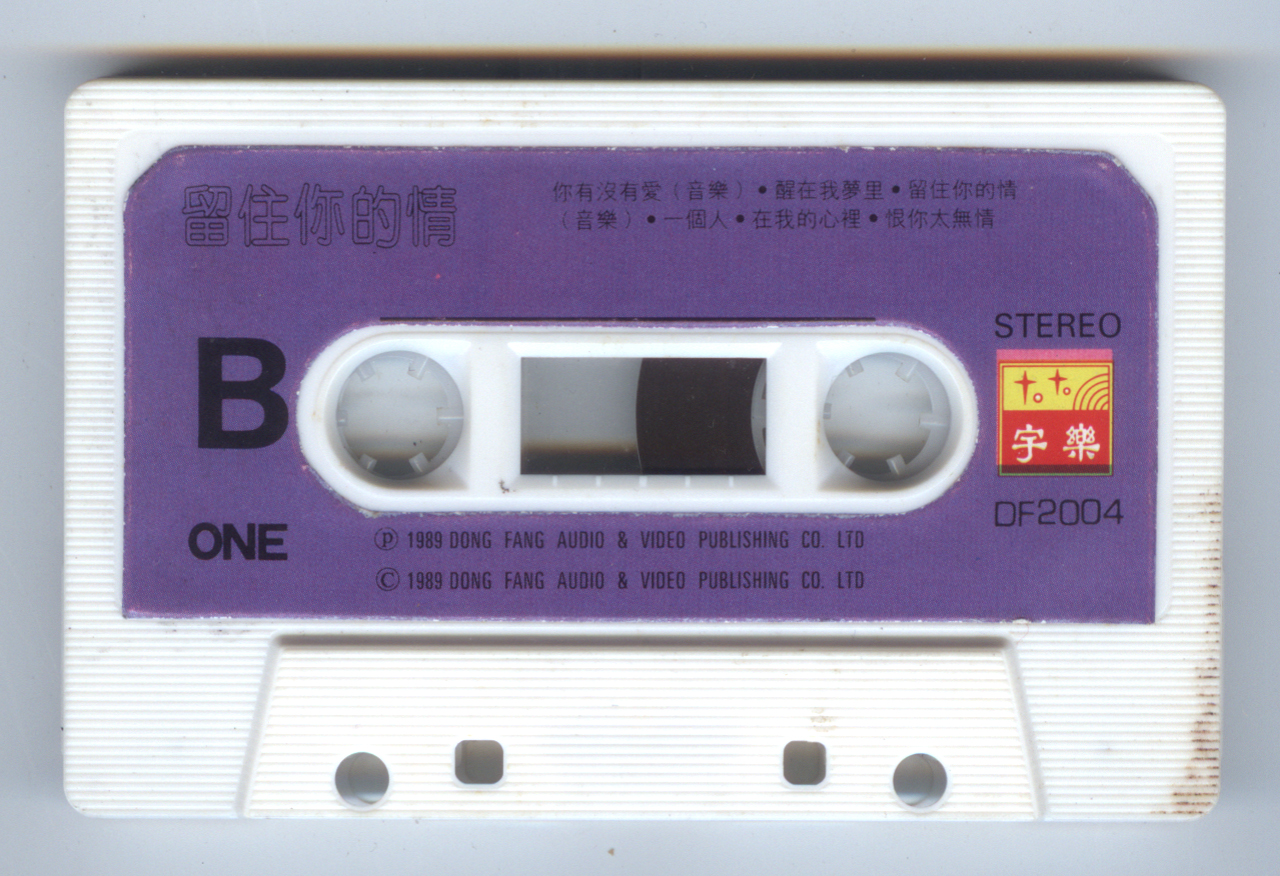 留住你的情
你有沒有愛（音樂）•醒在我夢里•留住你的情
（音樂）•一個人•在我的心裡•恨你太無情
STEREO
B
宇樂
DF2004
ONE
℗ 1989 DONG FANG AUDIO & VIDEO PUBLISHING CO. LTD
© 1989 DONG FANG AUDIO & VIDEO PUBLISHING CO. LTD